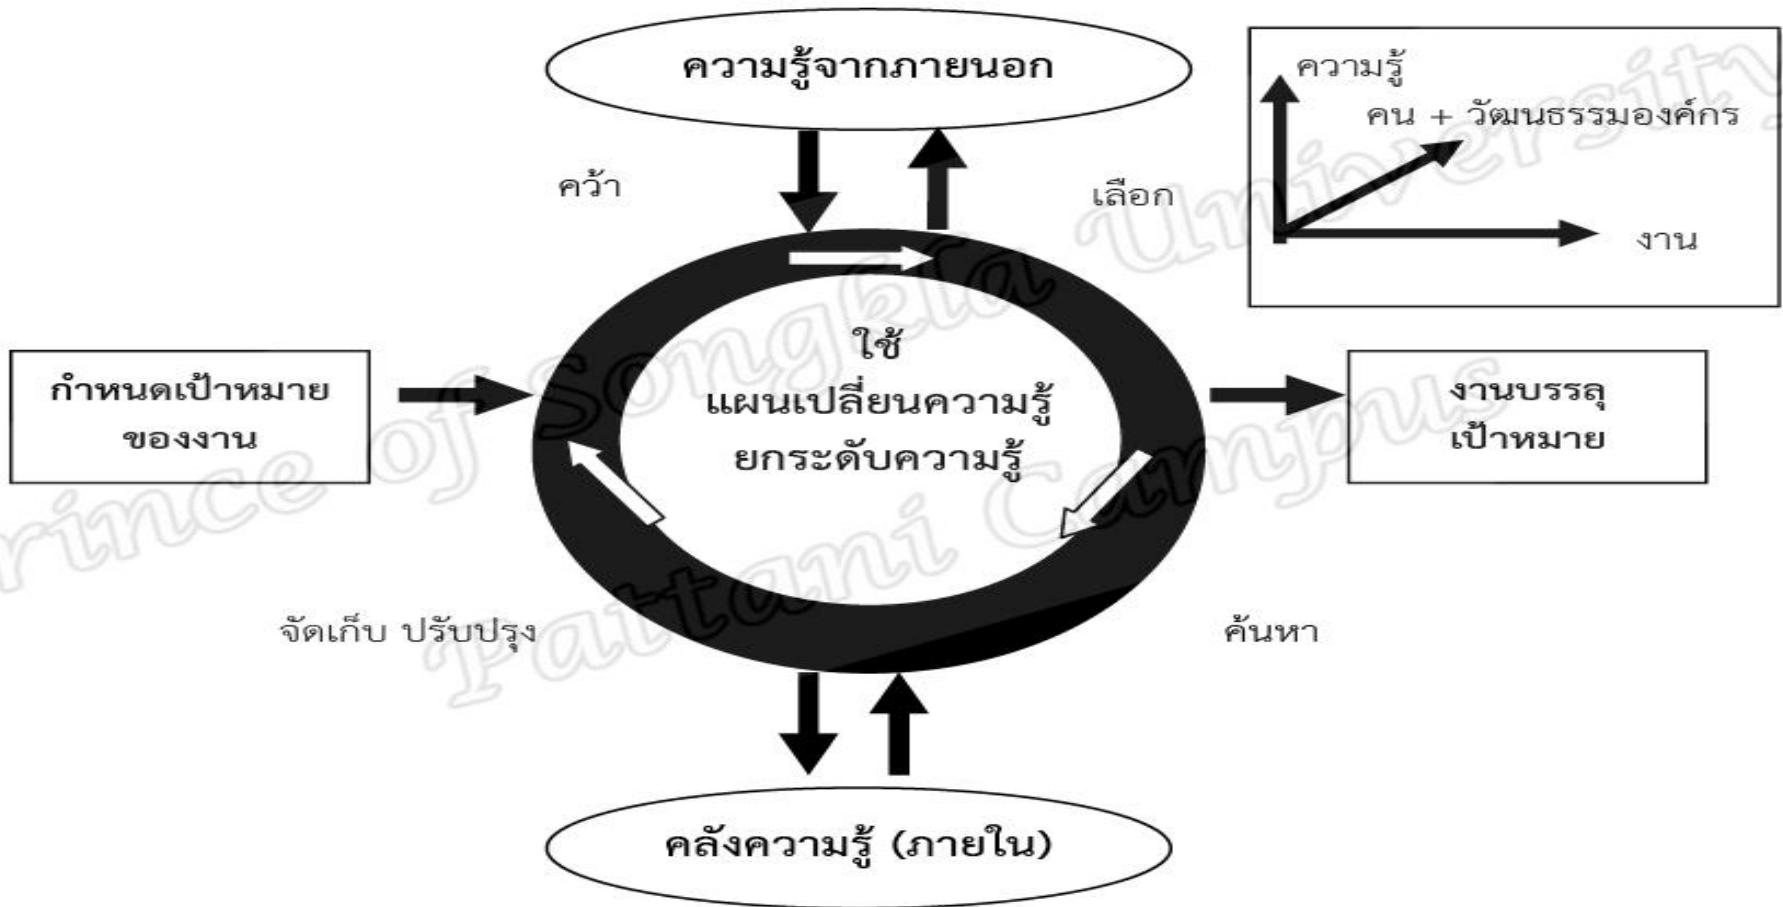 ความรู้จากภายนอก
ความรู้
คน + วัฒนธรรมองค์กร
งาน
คว้า
เลือก
ใช้
แผนเปลี่ยนความรู้
ยกระดับความรู้
กำหนดเป้าหมาย
ของงาน
งานบรรลุ
เป้าหมาย
จัดเก็บ ปรับปรุง
ค้นหา
คลังความรู้ (ภายใน)
Prince of Songkla University
Pattani Campus